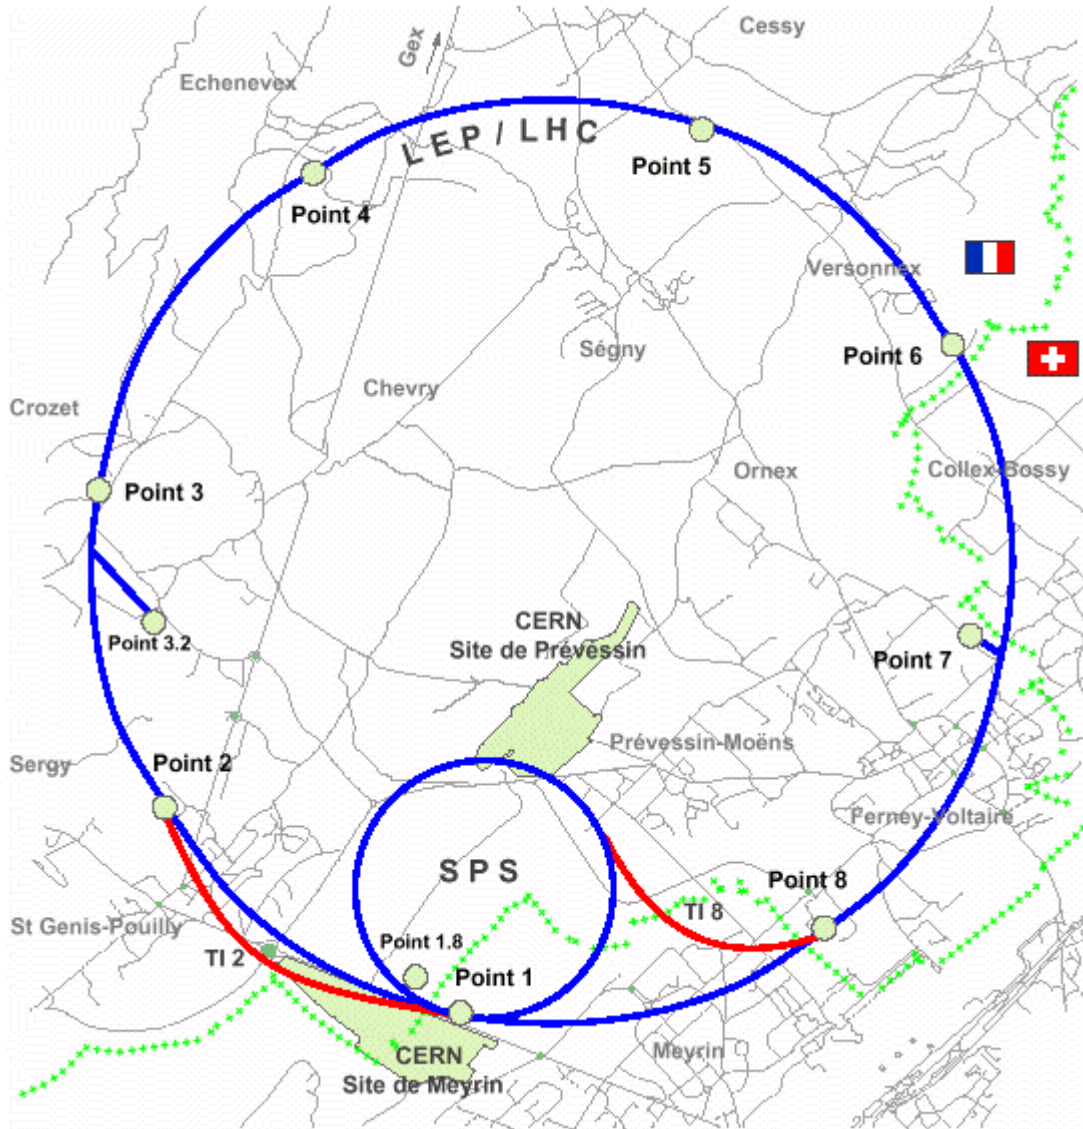 Cessy
Gex
Echenevex
LEP / LHC
Point 5
Point 4
Versonnex
Ségny
Point 6
Chevry
Crozet
Ornex
Collex-Bossy
Point 3
CERN
Site de Prévessin
Point 3.2
Point 7
Prévessin-Moëns
Point 2
Sergy
Ferney-Voltaire
SPS
Point 8
TI 8
St Genis-Pouilly
Point 1.8
TI 2
Point 1
CERN
Site de Meyrin
Meyrin